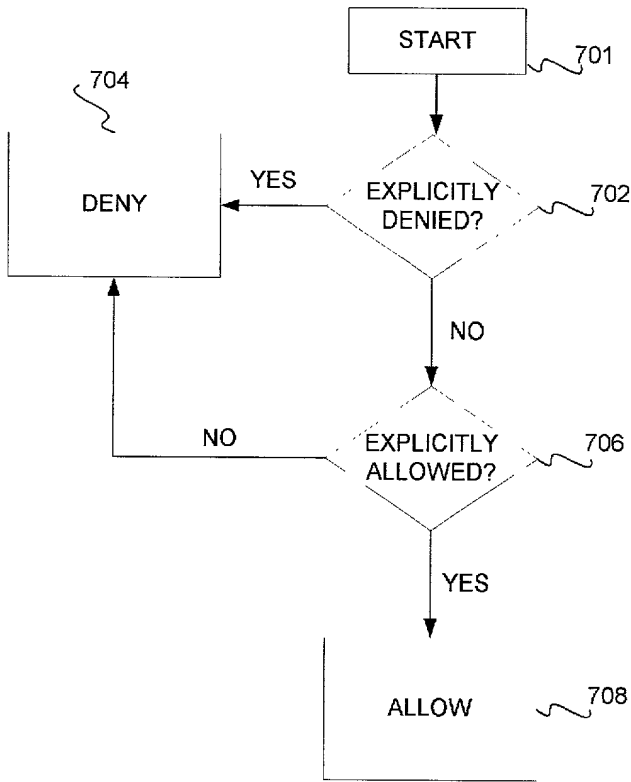 START
701
704
YES
EXPLICITLY
DENIED?
702
DENY
NO
NO
EXPLICITLY
ALLOWED?
706
YES
ALLOW
708